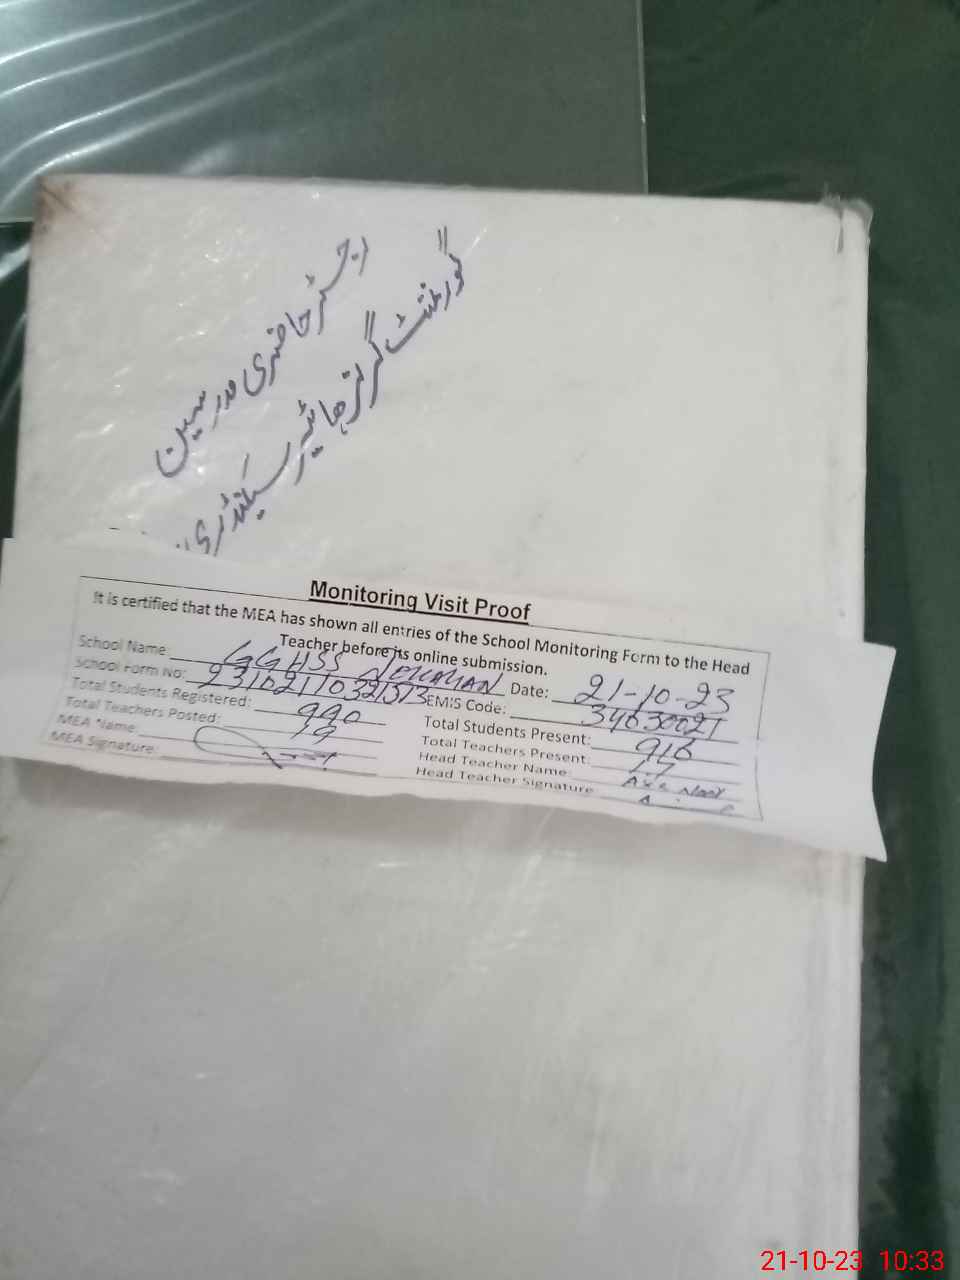 رجسٹر حاضری مدرسین
گورنمنٹ گرلز ہائیر سیکنڈری
Monitoring Visit Proof
It is certified that the MEA has shown all entries of the School Monitoring Form to the Head
Teacher before its online submission.
School Name: GGHSS Date: 21-10-23
School Form No: EMIS Code: 34630021
Total Students Registered: 990 Total Students Present: 916
Total Teachers Posted: 19 Total Teachers Present:
MEA Name: Head Teacher Name:
MEA Signature: Head Teacher Signature
21-10-23 10:33